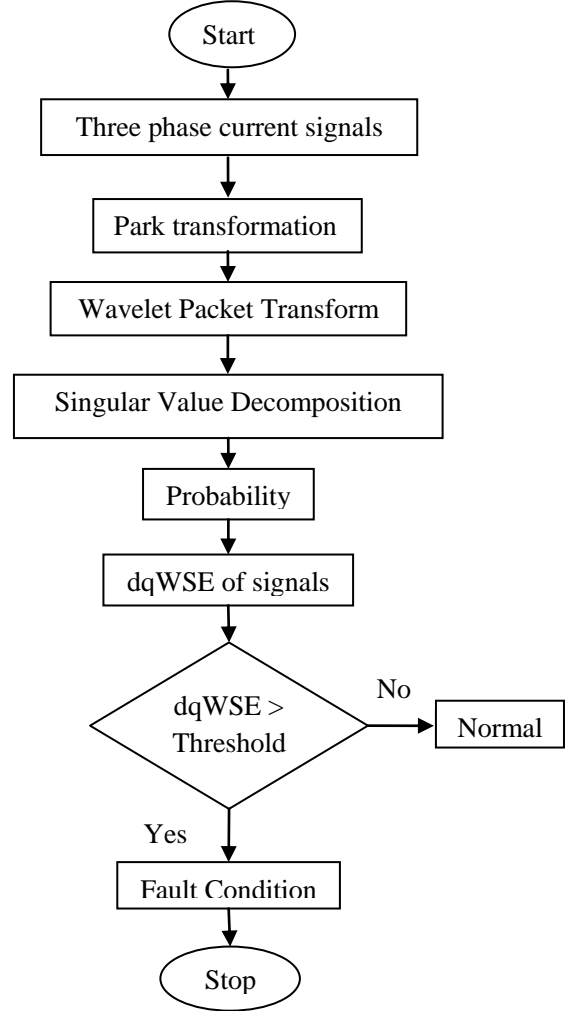 Start
Three phase current signals
Park transformation
Wavelet Packet Transform
Singular Value Decomposition
Probability
dqWSE of signals
dqWSE >
Threshold
No
Normal
Yes
Fault Condition
Stop